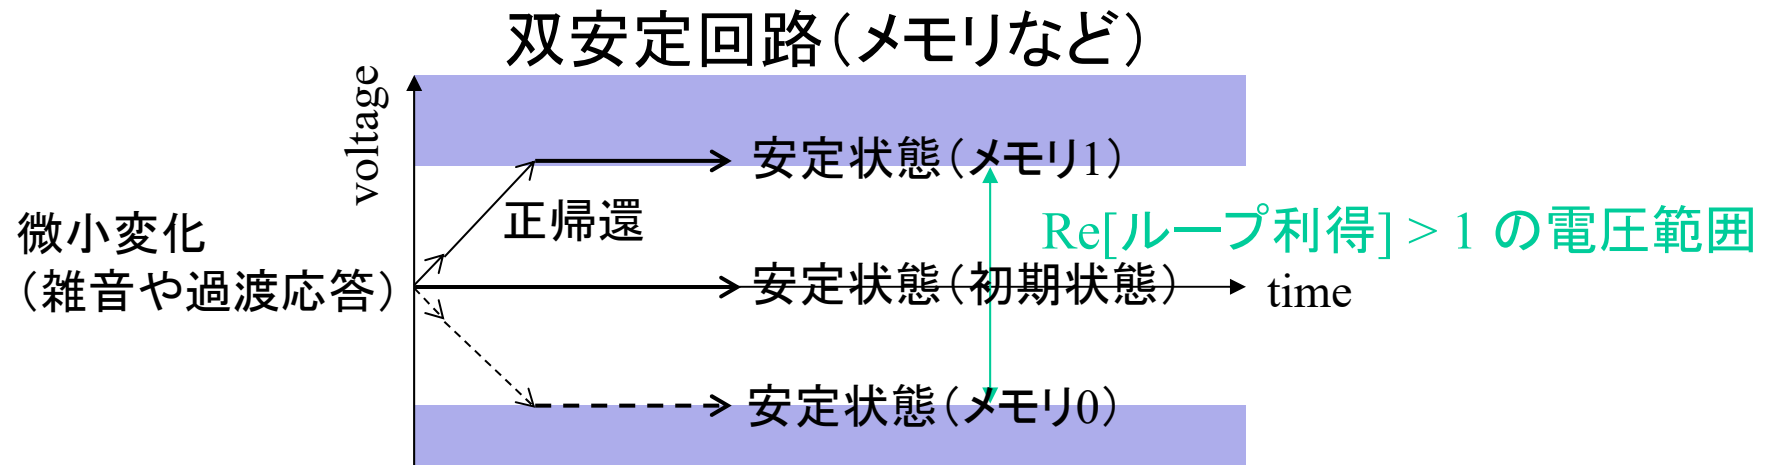 双安定回路（メモリなど）
voltage
安定状態（メモリ1）
正帰還
微小変化
（雑音や過渡応答）
Re[ループ利得] > 1 の電圧範囲
安定状態（初期状態）
time
安定状態（メモリ0）